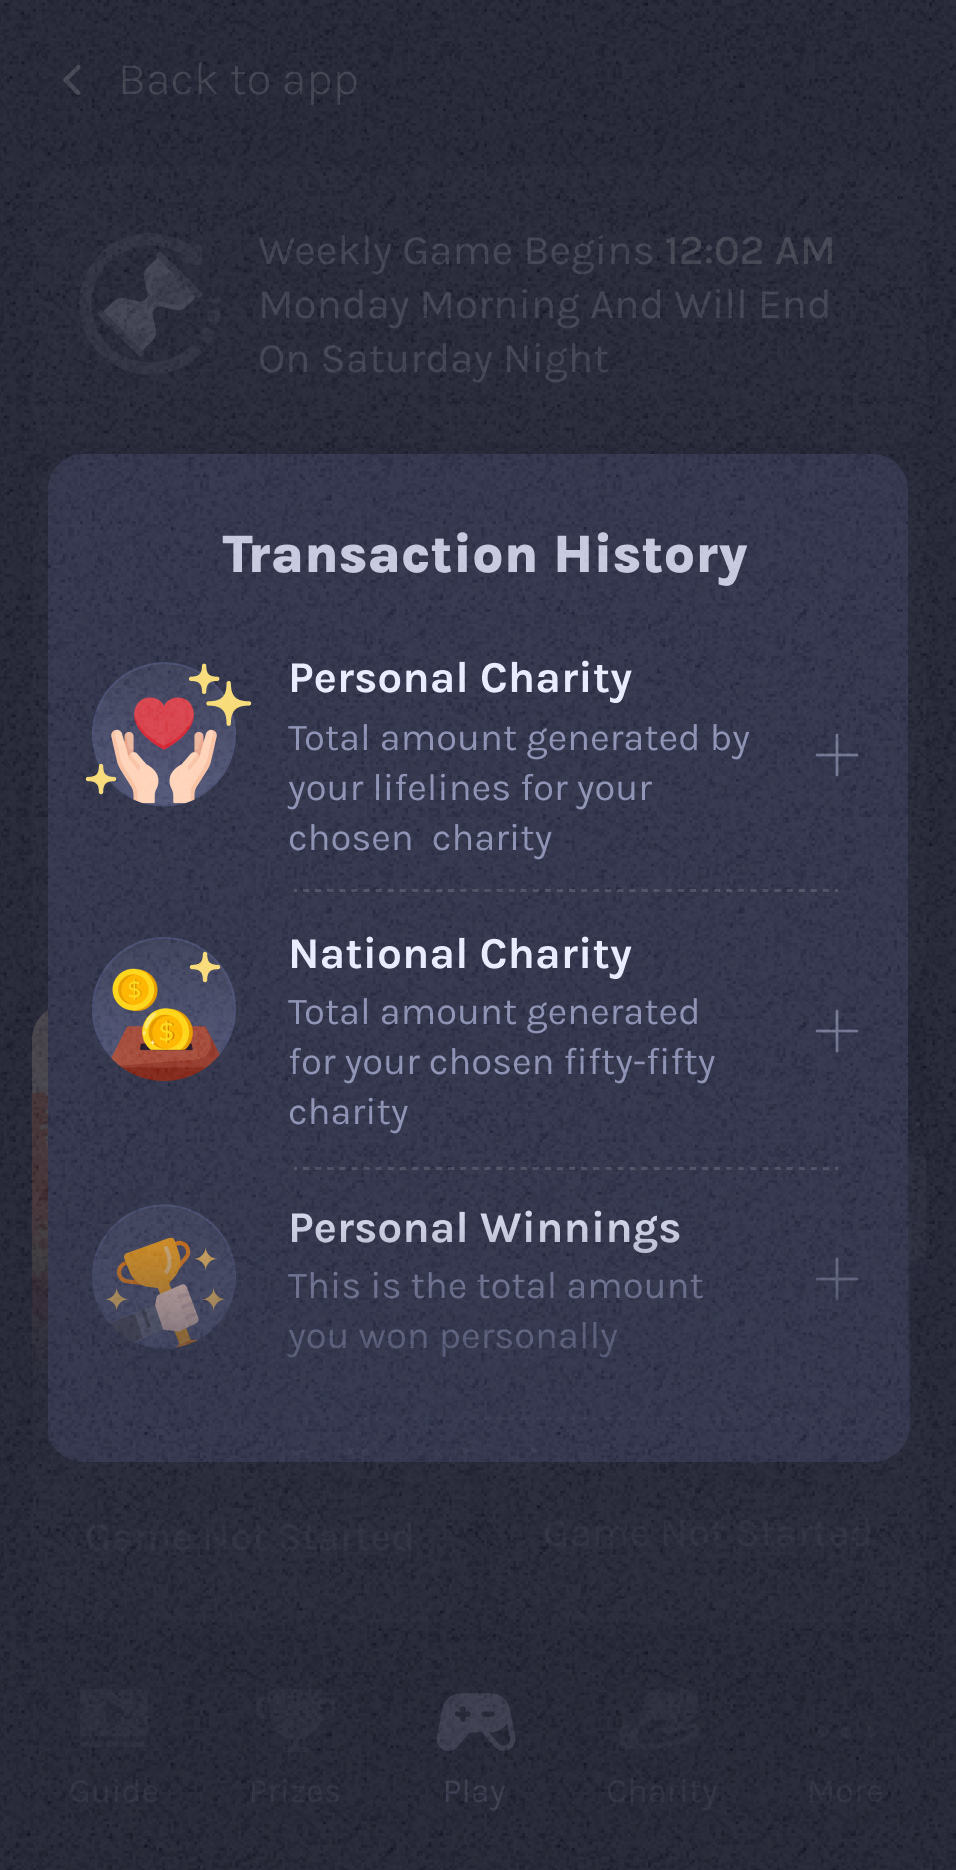 Back to app
Weekly Game Begins 12:02 AM
Monday Morning And Will End
On Saturday Night
Transaction History
Personal Charity
Total amount generated by
your lifelines for your
chosen  charity
National Charity
Total amount generated
for your chosen fifty-fifty
charity
Personal Winnings
This is the total amount
you won personally
Game Not Started
Game Not Started
Guide
Prizes
Play
Charity
More